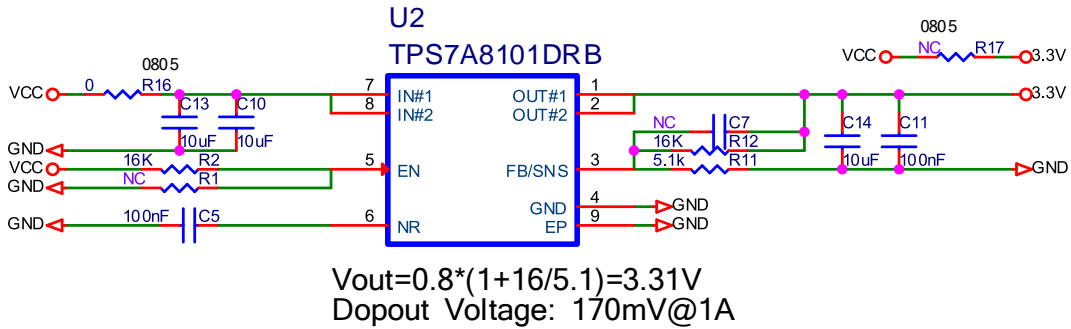 U2
TPS7A8101DRB
0805
0805
VCC 0 R16 7 IN#1 OUT#1 1
VCC NC R17 3.3V
C13 C10 8 IN#2 OUT#2 2
3.3V
10uF 10uF
NC C7 C14 C11
GND 16K R12
VCC 16K R2 5 EN FB/SNS 3 5.1k R11 10uF 100nF GND
GND NC R1
GND 4 GND
GND 100nF C5 6 NR EP 9 GND
Vout=0.8*(1+16/5.1)=3.31V
Dopout Voltage: 170mV@1A